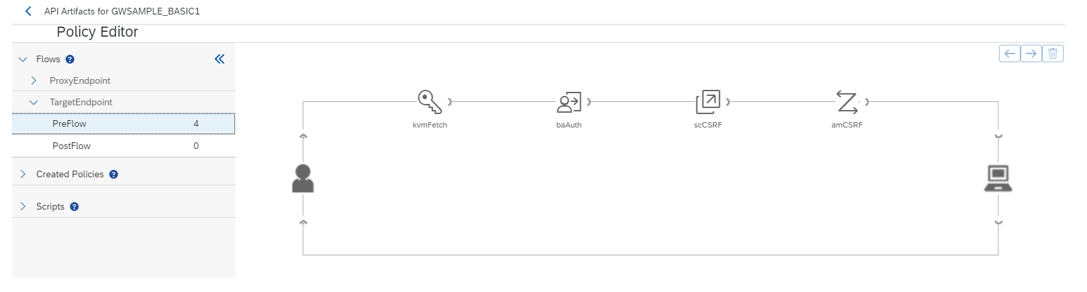 API Artifacts for GWSAMPLE_BASIC1
Policy Editor
Flows
ProxyEndpoint
TargetEndpoint
PreFlow 4
PostFlow 0
Created Policies
Scripts
kvmFetch baAuth scCSRF amCSRF